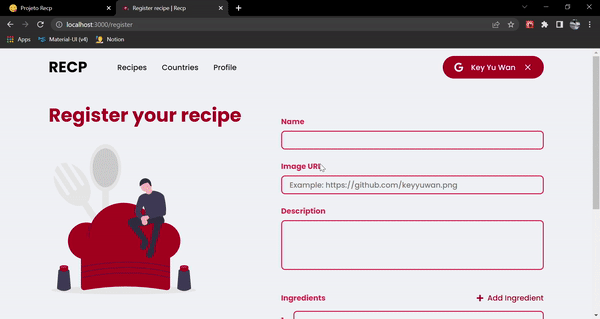 Projeto Recp
Register recipe | Recp
localhost:3000/register
Apps
Material-UI (v4)
Notion
RECP
Recipes
Countries
Profile
G Key Yu Wan
Register your recipe
Name
Image URL
Example: https://github.com/keyyuwan.png
Description
Ingredients
Add Ingredient